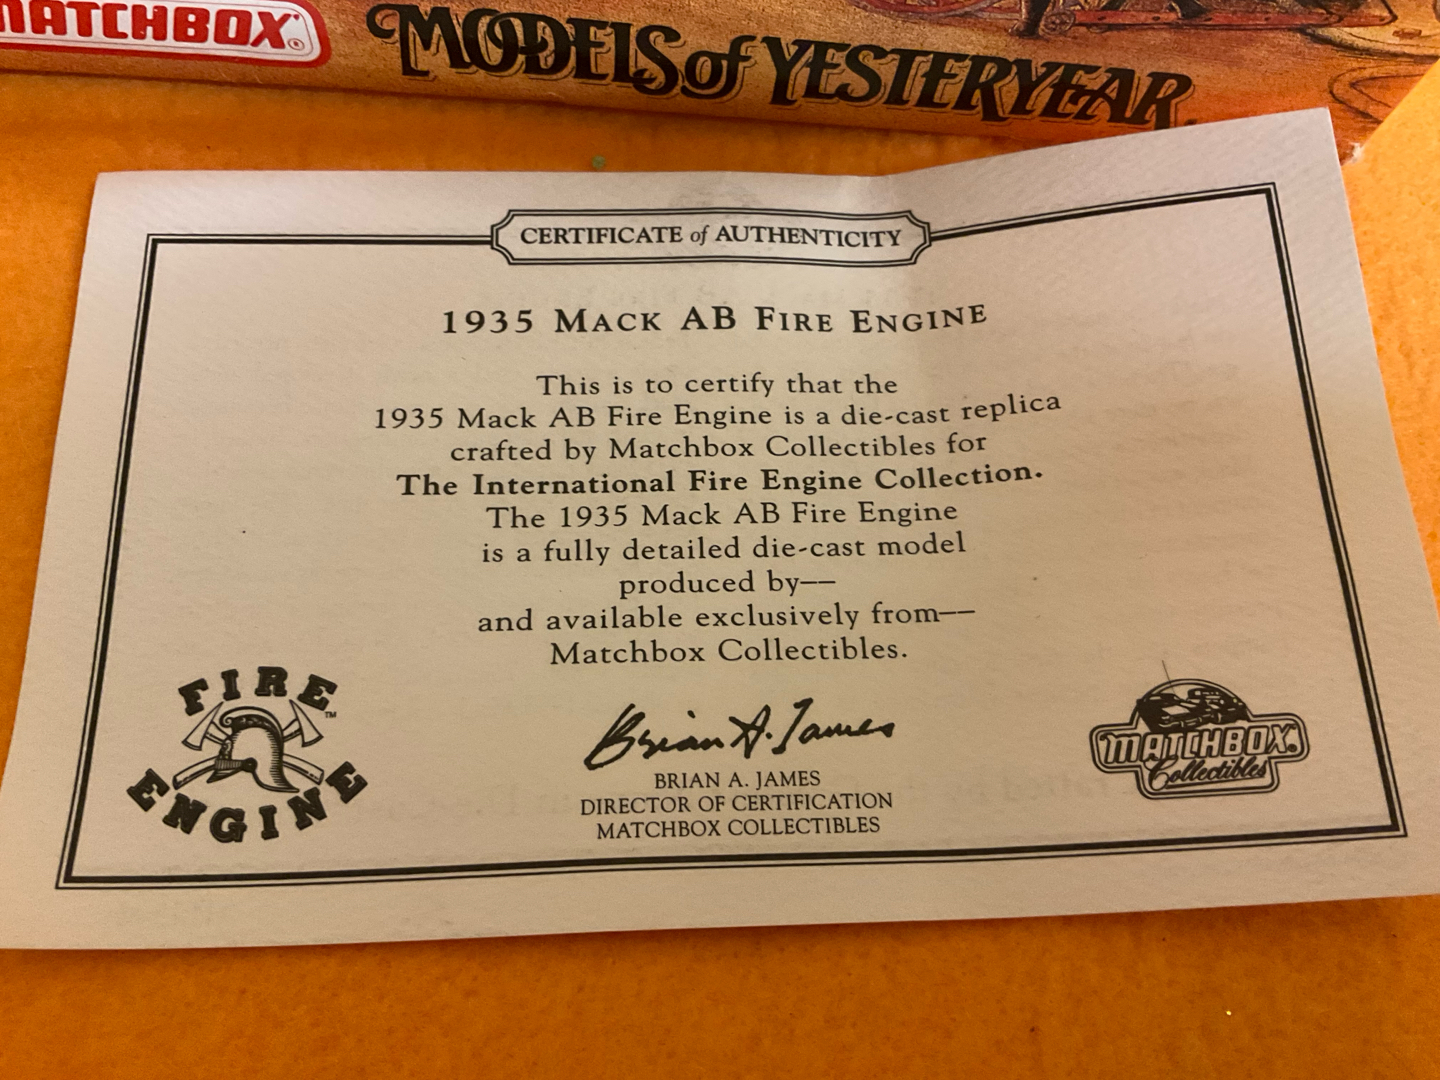 MATCHBOX®
MODELS of YESTERYEAR
CERTIFICATE of AUTHENTICITY
1935 MACK AB FIRE ENGINE
This is to certify that the
1935 Mack AB Fire Engine is a die-cast replica
crafted by Matchbox Collectibles for
The International Fire Engine Collection.
The 1935 Mack AB Fire Engine
is a fully detailed die-cast model
produced by––
and available exclusively from––
Matchbox Collectibles.
FIRE
ENGINE™
Brian A. James
BRIAN A. JAMES
DIRECTOR OF CERTIFICATION
MATCHBOX COLLECTIBLES
MATCHBOX®
Collectibles